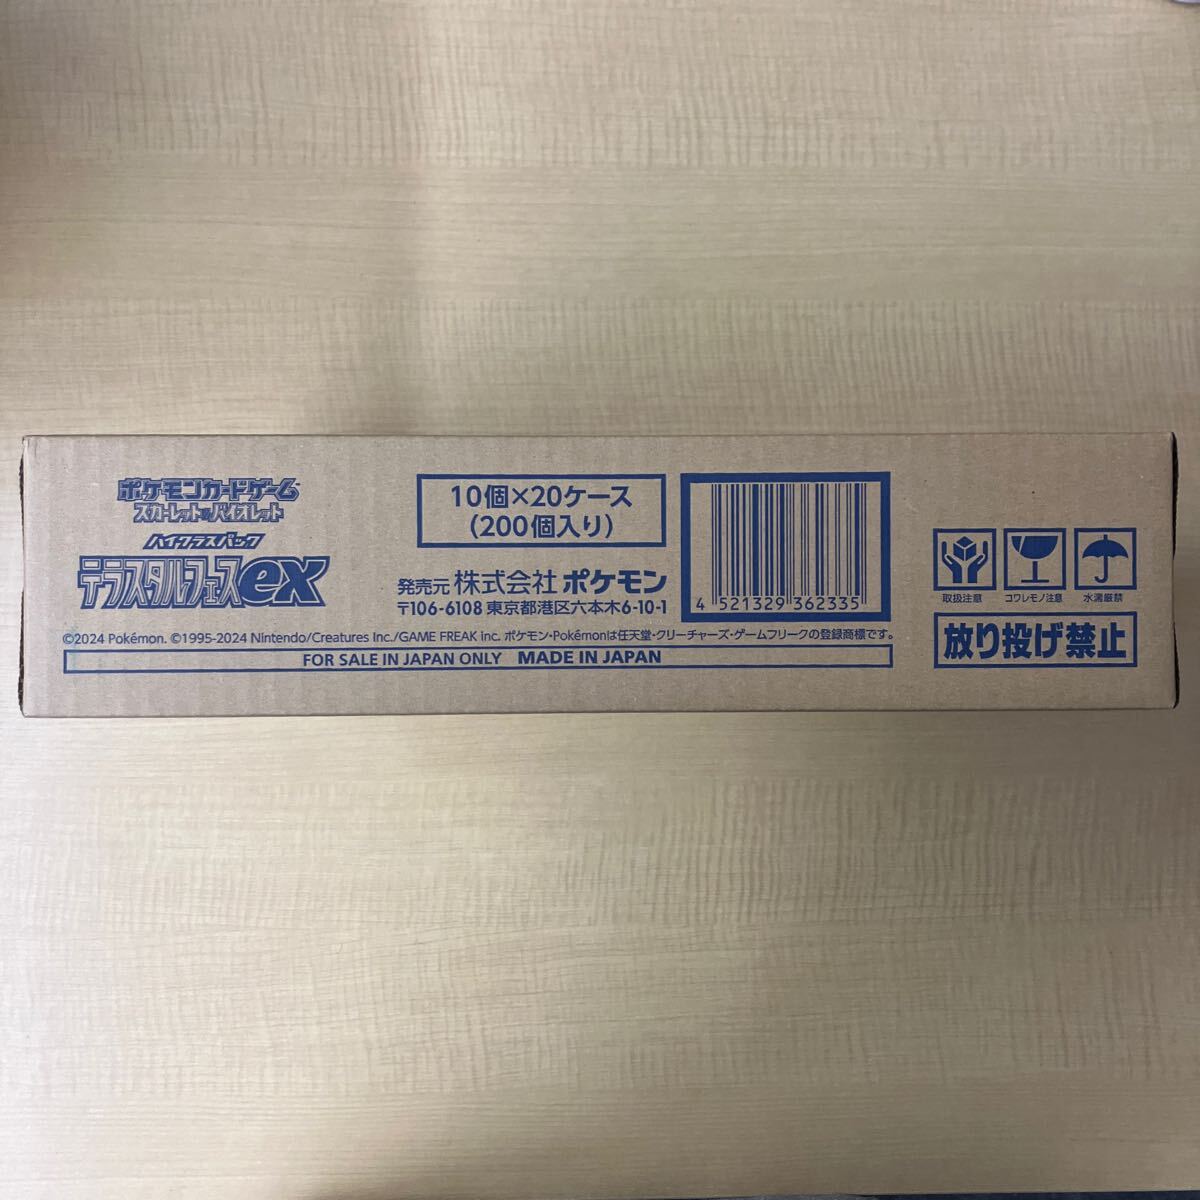 ポケモンカードゲーム
スカーレット&バイオレット
ハイクラスパック
テラスタルフェスex
10個×20ケース
(200個入り)
発売元 株式会社 ポケモン
〒106-6108 東京都港区六本木6-10-1
4 521329 362335
©2024 Pokémon. ©1995-2024 Nintendo/Creatures Inc./GAME FREAK inc. ポケモン・Pokémonは任天堂・クリーチャーズ・ゲームフリークの登録商標です。
FOR SALE IN JAPAN ONLY MADE IN JAPAN
取扱注意 コワレモノ注意 水濡厳禁
放り投げ禁止